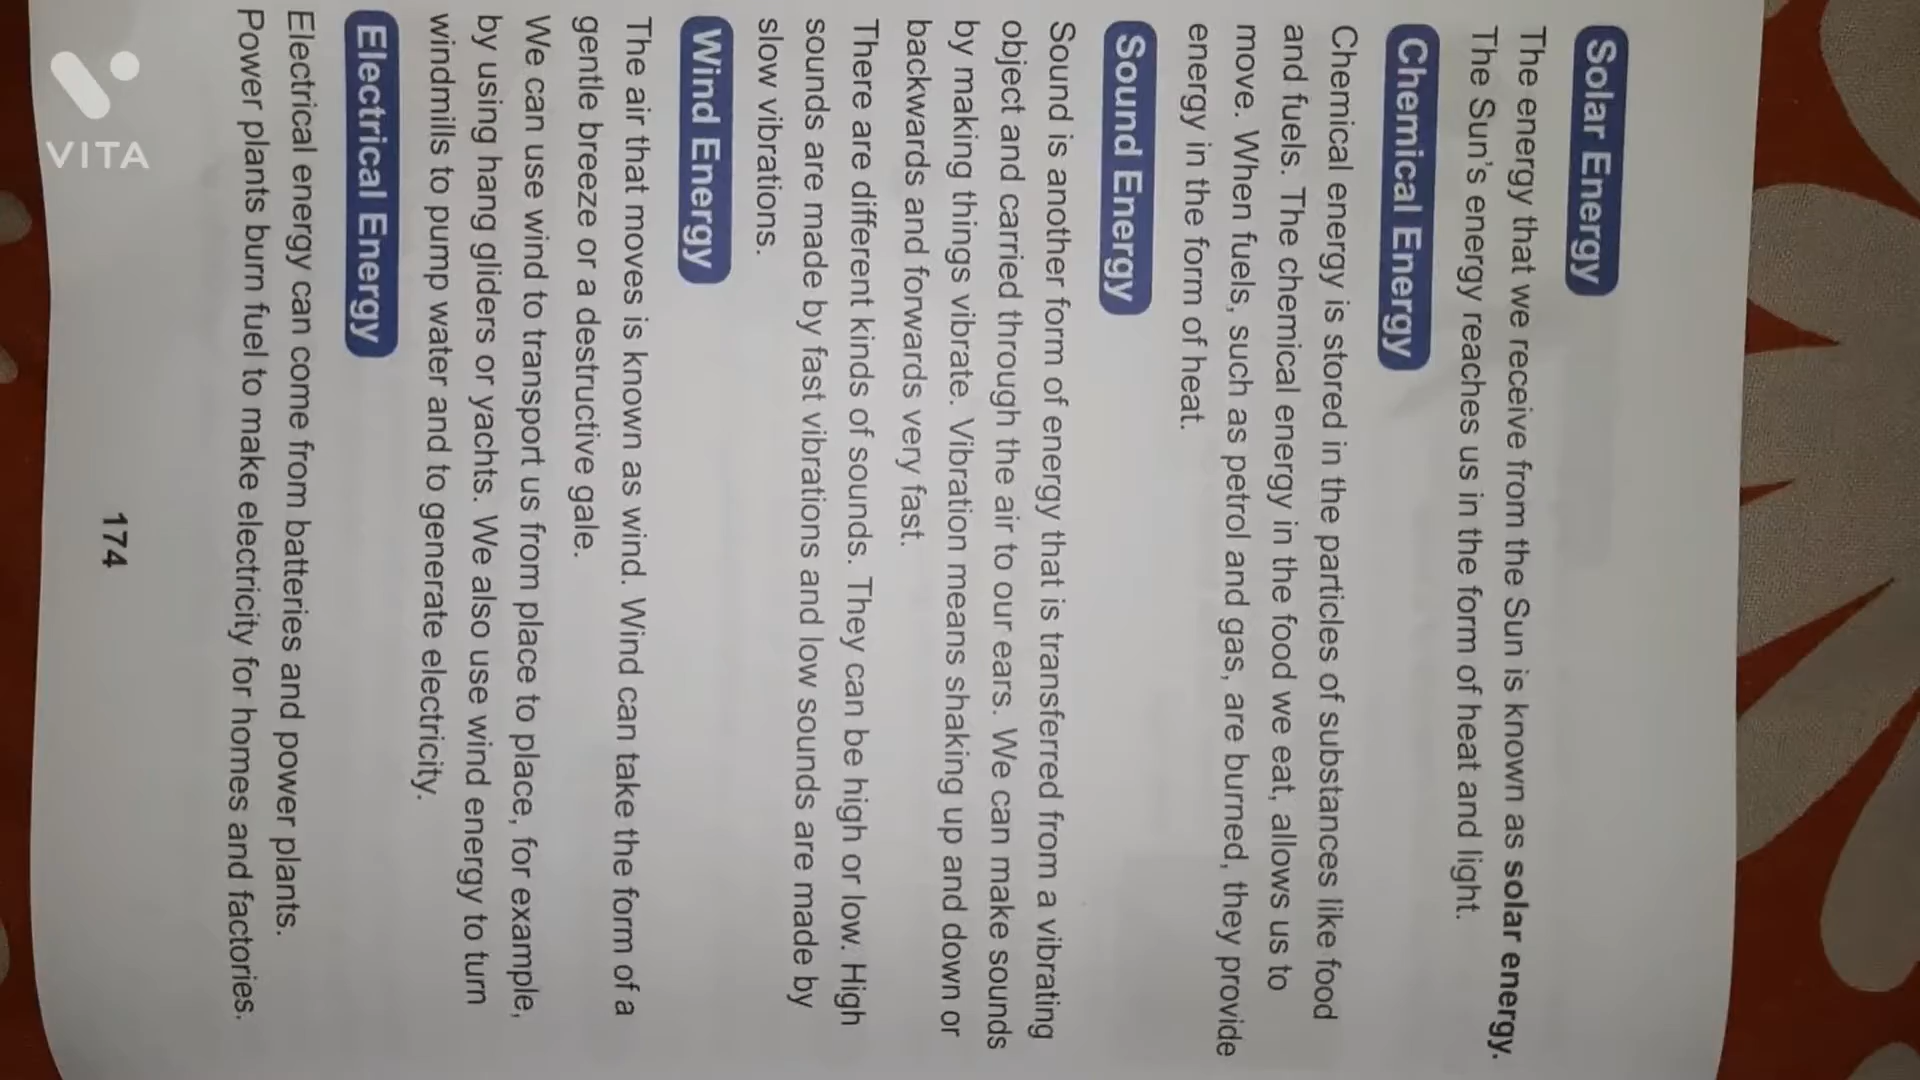 Solar Energy
The energy that we receive from the Sun is known as solar energy.
The Sun's energy reaches us in the form of heat and light.
Chemical Energy
Chemical energy is stored in the particles of substances like food
and fuels. The chemical energy in the food we eat, allows us to
move. When fuels, such as petrol and gas, are burned, they provide
energy in the form of heat.
Sound Energy
Sound is another form of energy that is transferred from a vibrating
object and carried through the air to our ears. We can make sounds
by making things vibrate. Vibration means shaking up and down or
backwards and forwards very fast.
There are different kinds of sounds. They can be high or low. High
sounds are made by fast vibrations and low sounds are made by
slow vibrations.
Wind Energy
The air that moves is known as wind. Wind can take the form of a
gentle breeze or a destructive gale.
We can use wind to transport us from place to place, for example,
by using hang gliders or yachts. We also use wind energy to turn
windmills to pump water and to generate electricity.
Electrical Energy
Electrical energy can come from batteries and power plants.
Power plants burn fuel to make electricity for homes and factories.
174
VITA